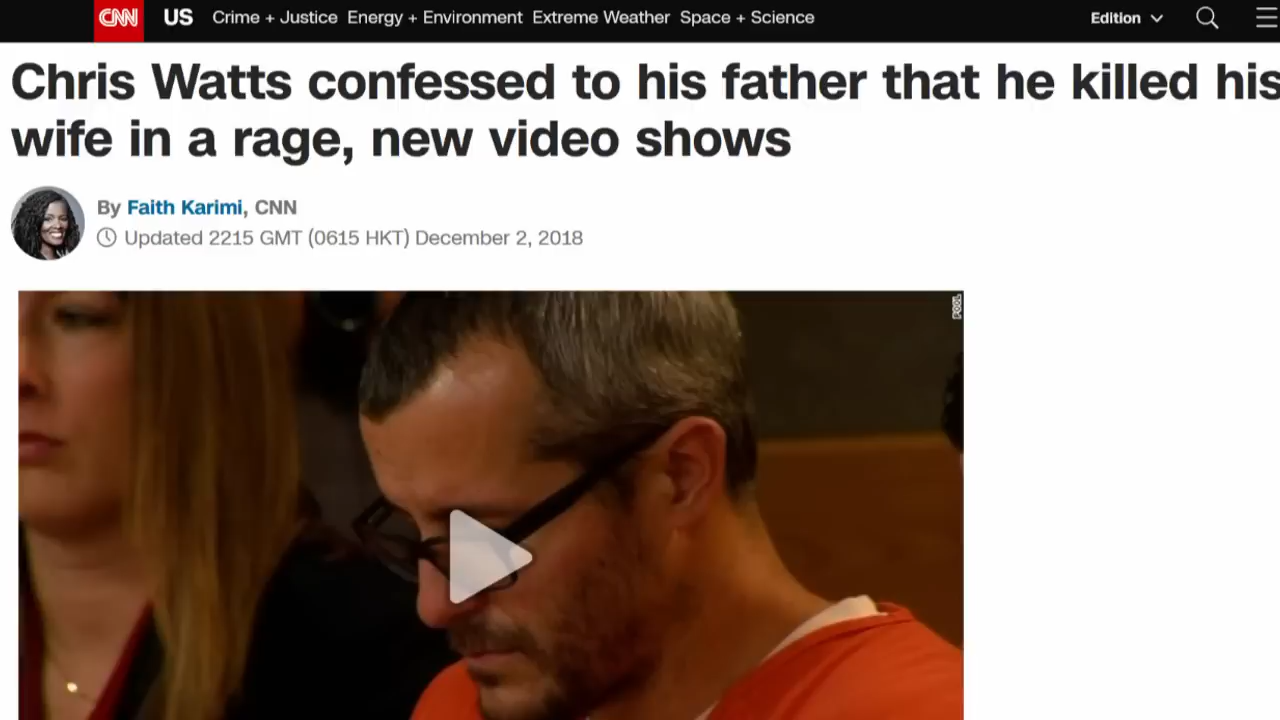 CNN US Crime + Justice Energy + Environment Extreme Weather Space + Science Edition
Chris Watts confessed to his father that he killed his
wife in a rage, new video shows
By Faith Karimi, CNN
Updated 2215 GMT (0615 HKT) December 2, 2018
POOL